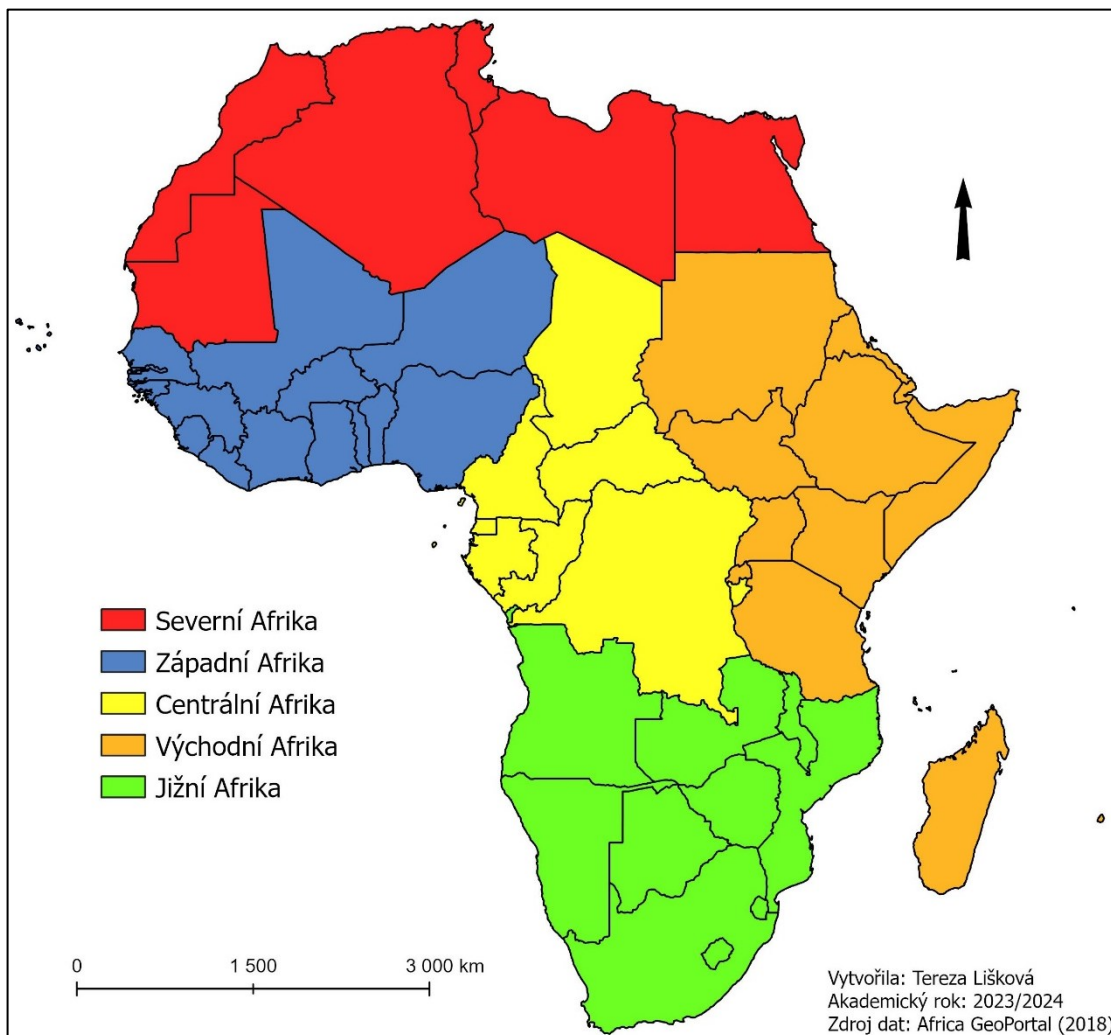 Severní Afrika
Západní Afrika
Centrální Afrika
Východní Afrika
Jižní Afrika
0 1 500 3 000 km
Vytvořila: Tereza Lišková
Akademický rok: 2023/2024
Zdroj dat: Africa GeoPortal (2018)